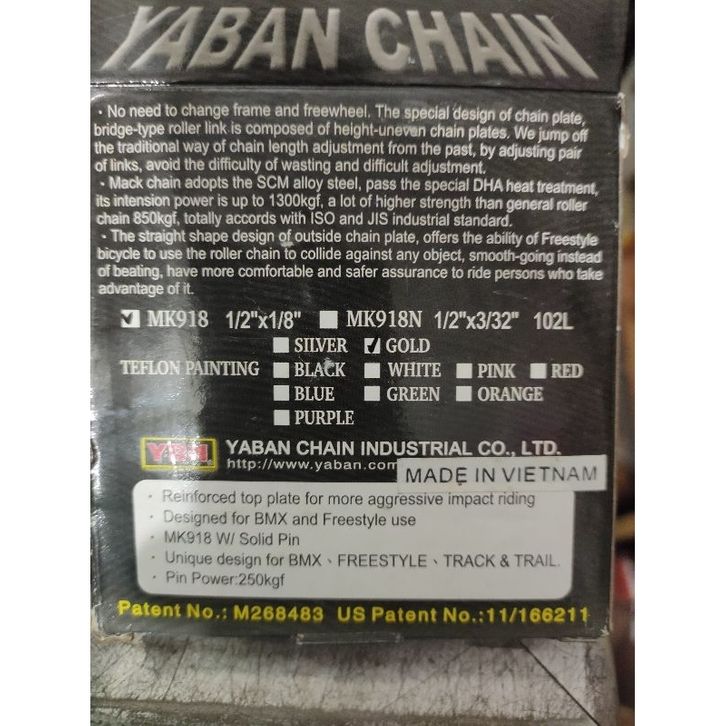 YABAN CHAIN
· No need to change frame and freewheel. The special design of chain plate,
bridge-type roller link is composed of height-uneven chain plates. We jump off
the traditional way of chain length adjustment from the past, by adjusting pair
of links, avoid the difficulty of wasting and difficult adjustment.
· Mack chain adopts the SCM alloy steel, pass the special DHA heat treatment,
its intension power is up to 1300kgf, a lot of higher strength than general roller
chain 850kgf, totally accords with ISO and JIS industrial standard.
· The straight shape design of outside chain plate, offers the ability of Freestyle
bicycle to use the roller chain to collide against any object, smooth-going instead
of beating, have more comfortable and safer assurance to ride persons who take
advantage of it.
MK918 1/2"x1/8" MK918N 1/2"x3/32" 102L
SILVER GOLD
TEFLON PAINTING BLACK WHITE PINK RED
BLUE GREEN ORANGE
PURPLE
YBN YABAN CHAIN INDUSTRIAL CO., LTD.
http://www.yaban.com
MADE IN VIETNAM
· Reinforced top plate for more aggressive impact riding
· Designed for BMX and Freestyle use
· MK918 W/ Solid Pin
· Unique design for BMX、FREESTYLE、TRACK & TRAIL.
· Pin Power:250kgf
Patent No.: M268483 US Patent No.:11/166211